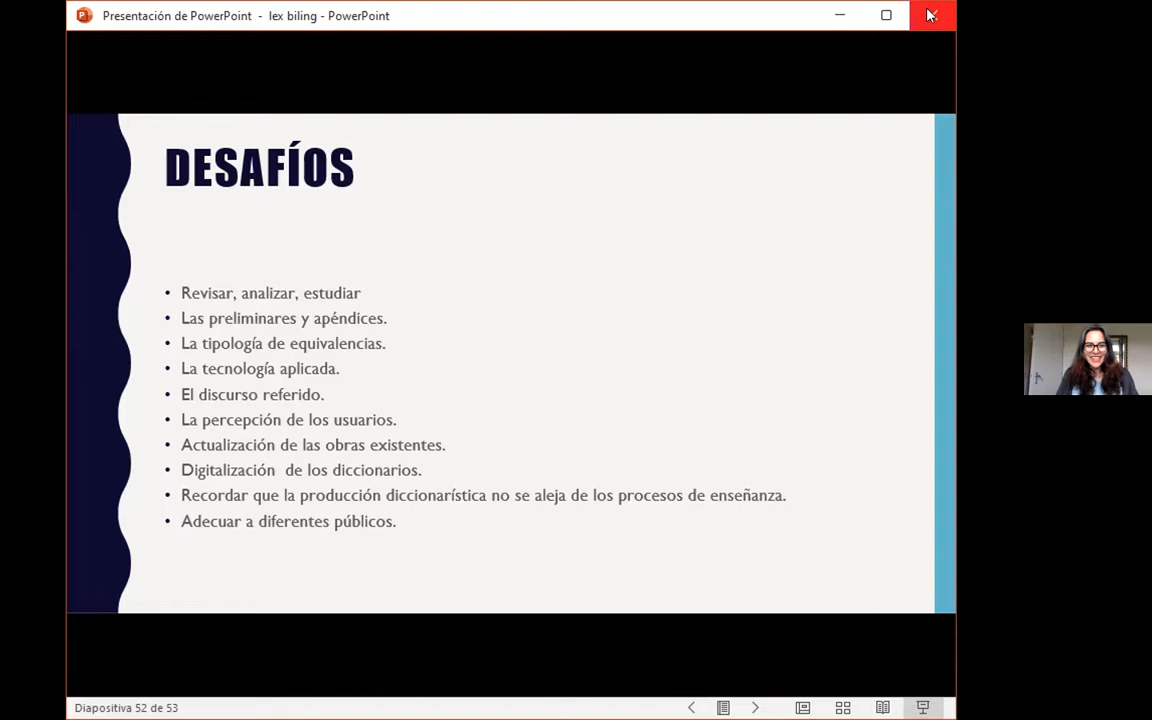 Presentación de PowerPoint - lex biling - PowerPoint
DESAFÍOS
• Revisar, analizar, estudiar
• Las preliminares y apéndices.
• La tipología de equivalencias.
• La tecnología aplicada.
• El discurso referido.
• La percepción de los usuarios.
• Actualización de las obras existentes.
• Digitalización  de los diccionarios.
• Recordar que la producción diccionarística no se aleja de los procesos de enseñanza.
• Adecuar a diferentes públicos.
Diapositiva 52 de 53